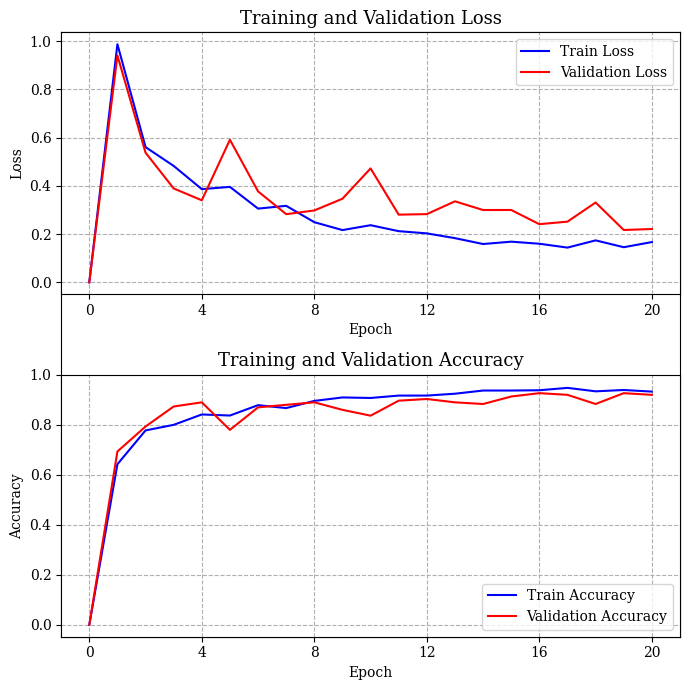 Training and Validation Loss
1.0
0.8
0.6
0.4
0.2
0.0
Loss
Train Loss
Validation Loss
0 4 8 12 16 20
Epoch
Training and Validation Accuracy
1.0
0.8
0.6
0.4
0.2
0.0
Accuracy
Train Accuracy
Validation Accuracy
0 4 8 12 16 20
Epoch